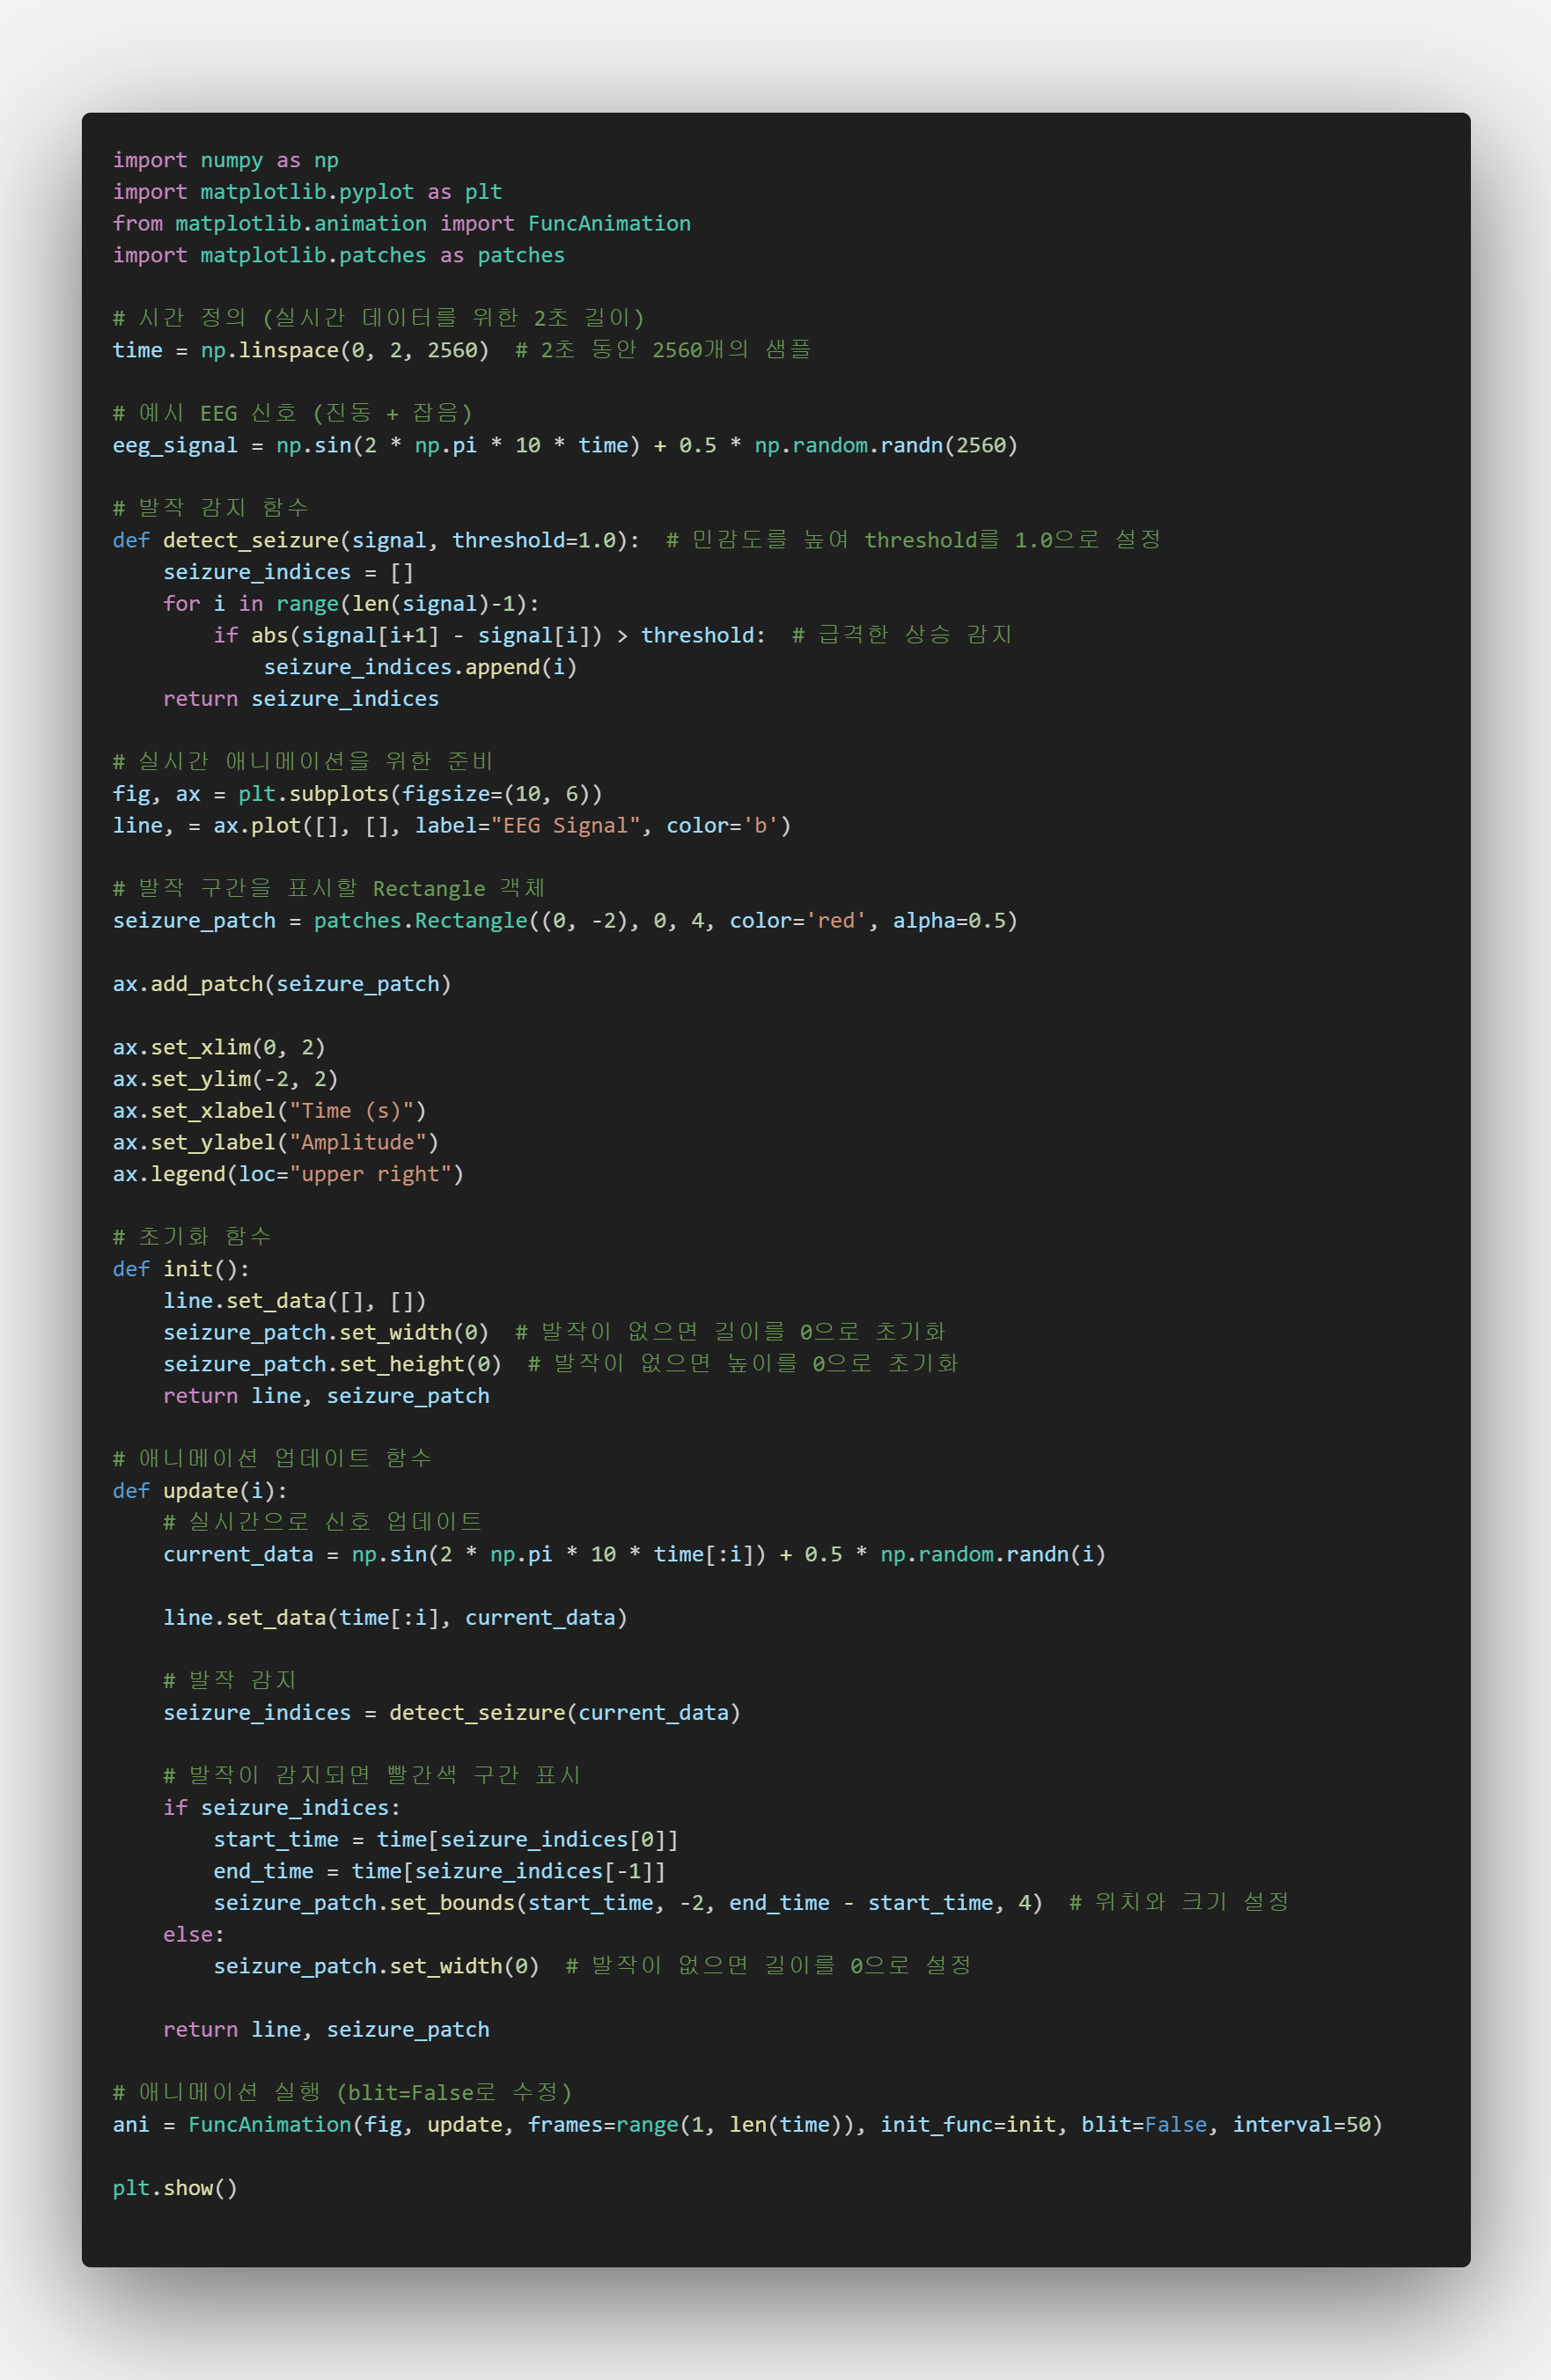 import numpy as np
import matplotlib.pyplot as plt
from matplotlib.animation import FuncAnimation
import matplotlib.patches as patches

# 시간 정의 (실시간 데이터를 위한 2초 길이)
time = np.linspace(0, 2, 2560)  # 2초 동안 2560개의 샘플

# 예시 EEG 신호 (진동 + 잡음)
eeg_signal = np.sin(2 * np.pi * 10 * time) + 0.5 * np.random.randn(2560)

# 발작 감지 함수
def detect_seizure(signal, threshold=1.0):  # 민감도를 높여 threshold를 1.0으로 설정
    seizure_indices = []
    for i in range(len(signal)-1):
        if abs(signal[i+1] - signal[i]) > threshold:  # 급격한 상승 감지
            seizure_indices.append(i)
    return seizure_indices

# 실시간 애니메이션을 위한 준비
fig, ax = plt.subplots(figsize=(10, 6))
line, = ax.plot([], [], label="EEG Signal", color='b')

# 발작 구간을 표시할 Rectangle 객체
seizure_patch = patches.Rectangle((0, -2), 0, 4, color='red', alpha=0.5)

ax.add_patch(seizure_patch)

ax.set_xlim(0, 2)
ax.set_ylim(-2, 2)
ax.set_xlabel("Time (s)")
ax.set_ylabel("Amplitude")
ax.legend(loc="upper right")

# 초기화 함수
def init():
    line.set_data([], [])
    seizure_patch.set_width(0)  # 발작이 없으면 길이를 0으로 초기화
    seizure_patch.set_height(0)  # 발작이 없으면 높이를 0으로 초기화
    return line, seizure_patch

# 애니메이션 업데이트 함수
def update(i):
    # 실시간으로 신호 업데이트
    current_data = np.sin(2 * np.pi * 10 * time[:i]) + 0.5 * np.random.randn(i)

    line.set_data(time[:i], current_data)

    # 발작 감지
    seizure_indices = detect_seizure(current_data)

    # 발작이 감지되면 빨간색 구간 표시
    if seizure_indices:
        start_time = time[seizure_indices[0]]
        end_time = time[seizure_indices[-1]]
        seizure_patch.set_bounds(start_time, -2, end_time - start_time, 4)  # 위치와 크기 설정
    else:
        seizure_patch.set_width(0)  # 발작이 없으면 길이를 0으로 설정

    return line, seizure_patch

# 애니메이션 실행 (blit=False로 수정)
ani = FuncAnimation(fig, update, frames=range(1, len(time)), init_func=init, blit=False, interval=50)

plt.show()